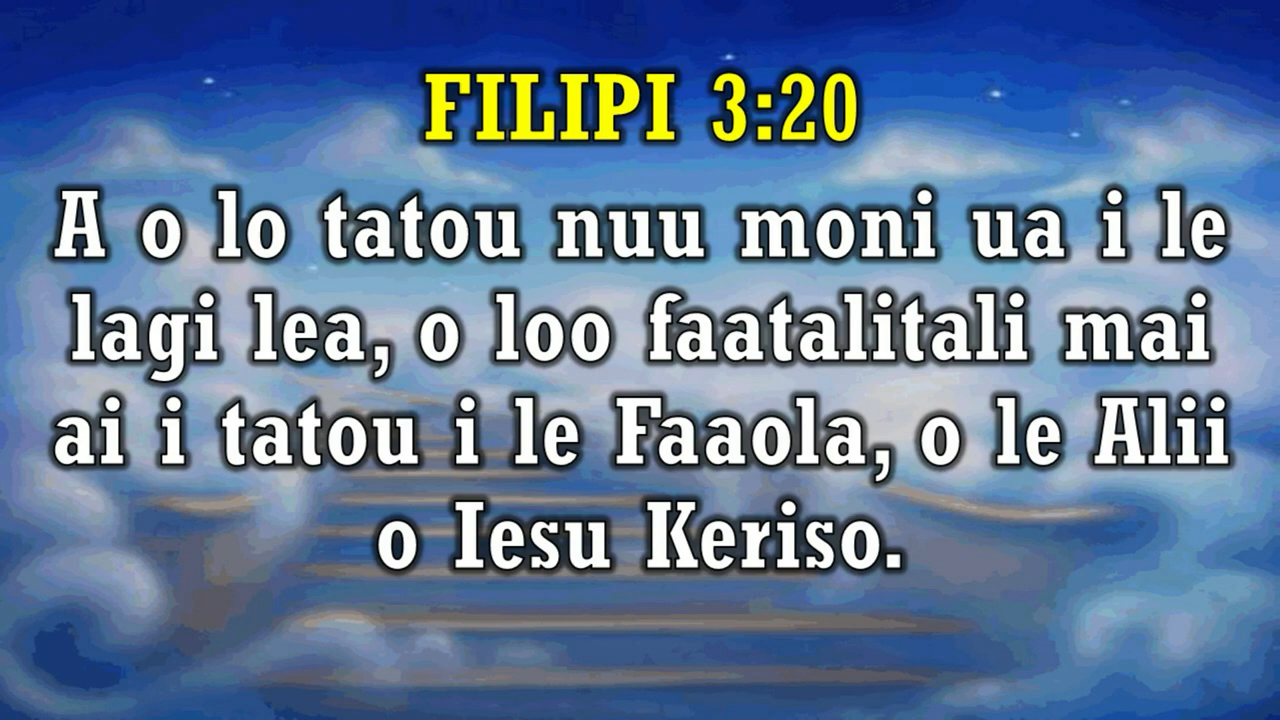 FILIPI 3:20
A o lo tatou nuu moni ua i le
lagi lea, o loo faatalitali mai
ai i tatou i le Faaola, o le Alii
o Iesu Keriso.